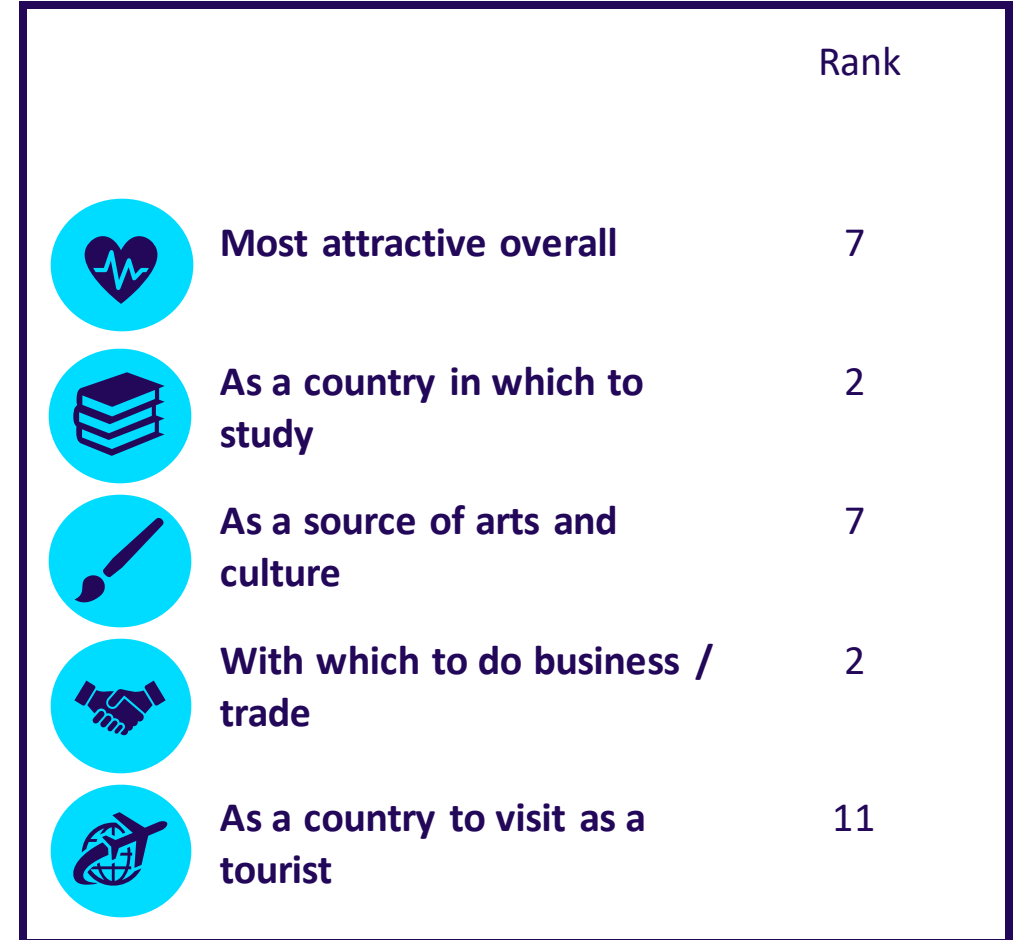 Rank
Most attractive overall 7
As a country in which to 2
study
As a source of arts and 7
culture
With which to do business / 2
trade
As a country to visit as a 11
tourist